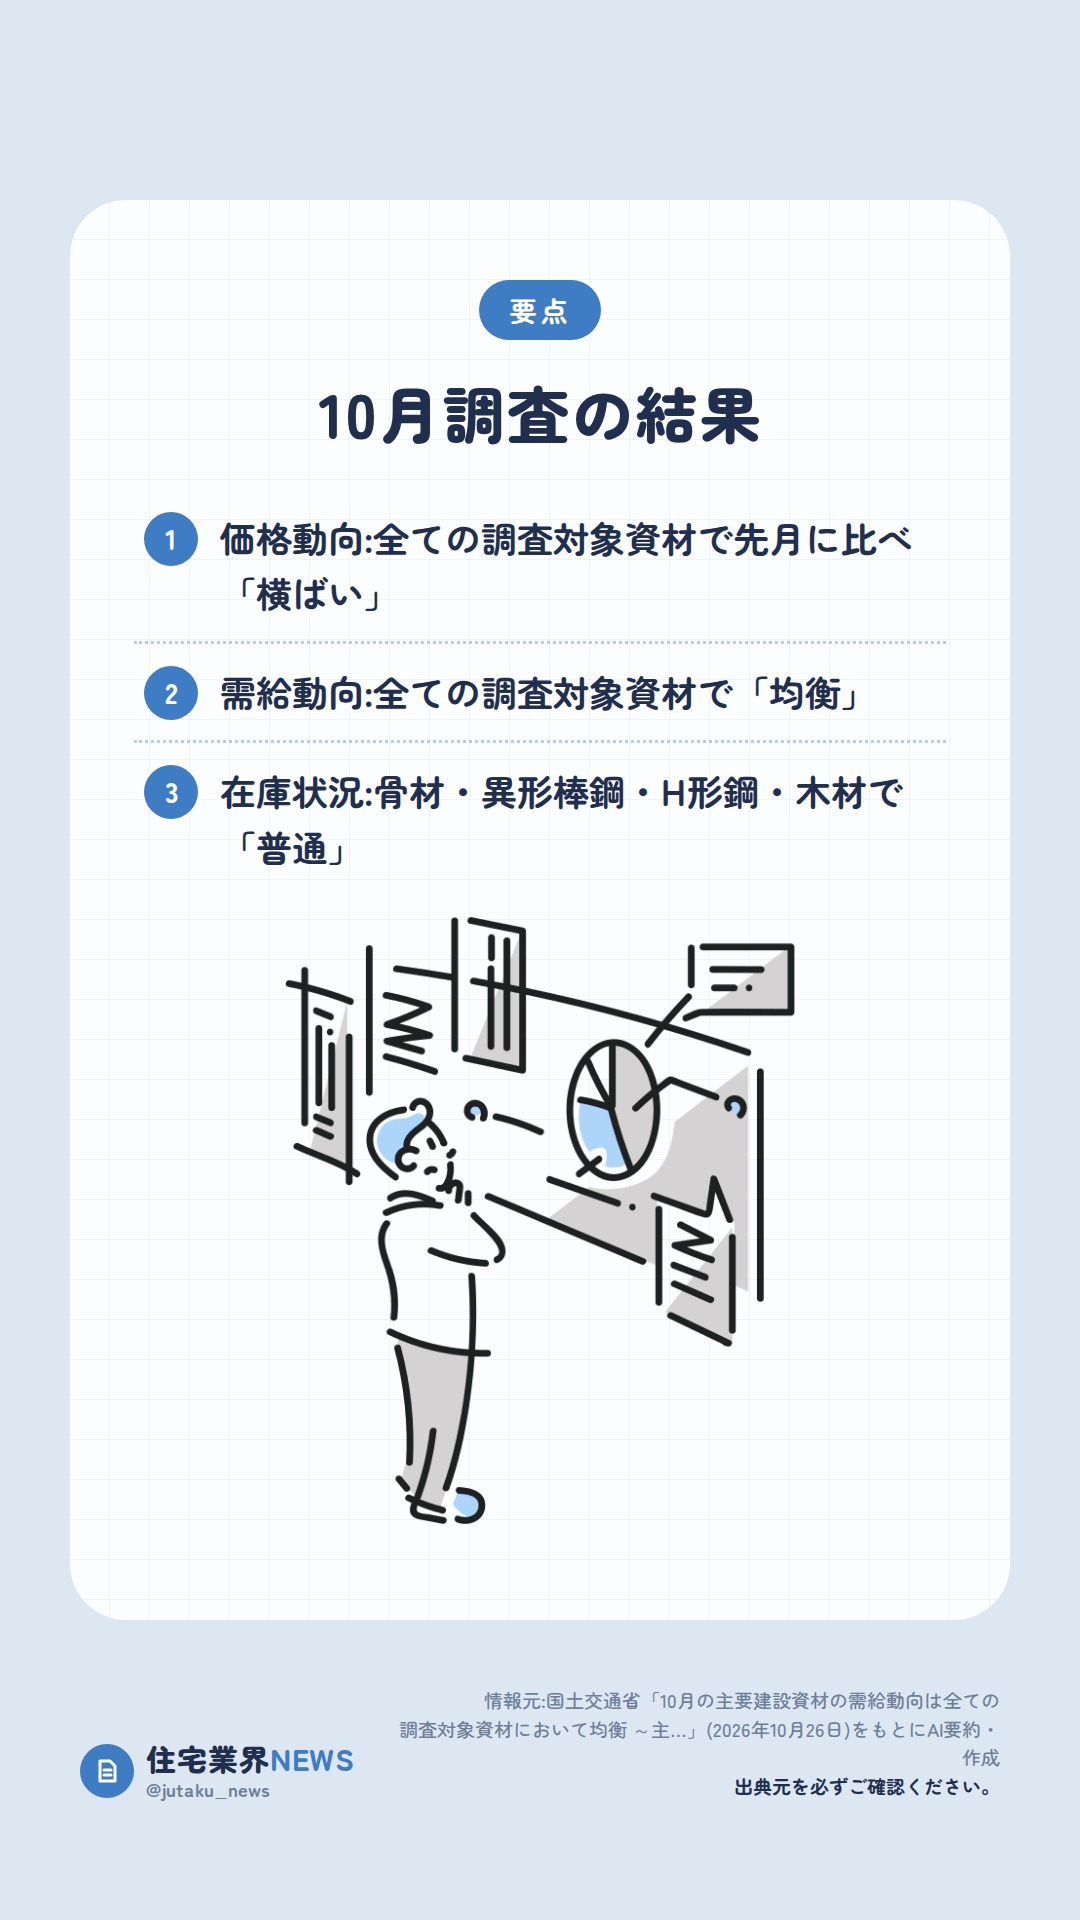 要点
10月調査の結果
1 価格動向:全ての調査対象資材で先月に比べ
「横ばい」
2 需給動向:全ての調査対象資材で「均衡」
3 在庫状況:骨材・異形棒鋼・H形鋼・木材で
「普通」
情報元:国土交通省「10月の主要建設資材の需給動向は全ての
調査対象資材において均衡 ～主...」(2026年10月26日)をもとにAI要約・
作成
出典元を必ずご確認ください。
住宅業界NEWS
@jutaku_news